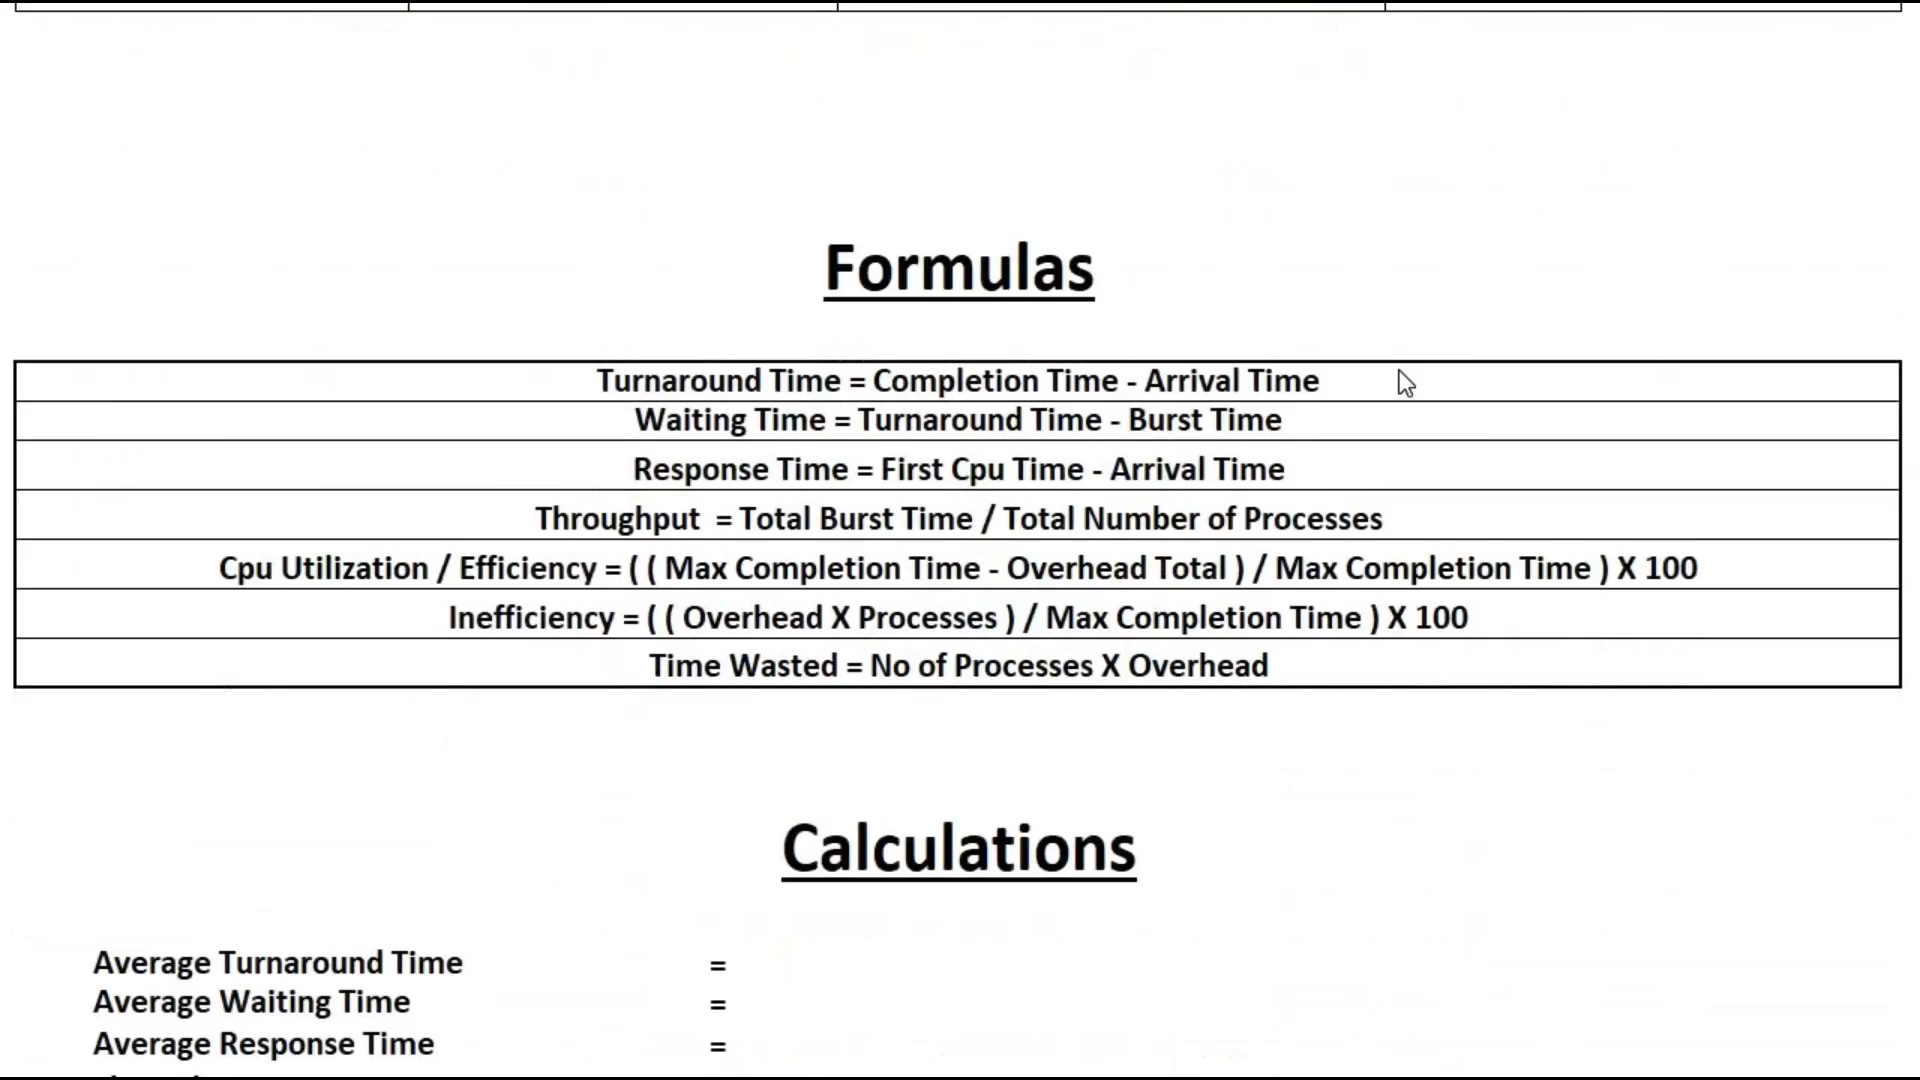 Formulas
Turnaround Time = Completion Time - Arrival Time
Waiting Time = Turnaround Time - Burst Time
Response Time = First Cpu Time - Arrival Time
Throughput = Total Burst Time / Total Number of Processes
Cpu Utilization / Efficiency = ( ( Max Completion Time - Overhead Total ) / Max Completion Time ) X 100
Inefficiency = ( ( Overhead X Processes ) / Max Completion Time ) X 100
Time Wasted = No of Processes X Overhead
Calculations
Average Turnaround Time =
Average Waiting Time =
Average Response Time =